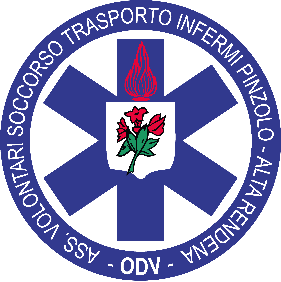 ASS. VOLONTARI SOCCORSO TRASPORTO INFERMI PINZOLO - ALTA RENDENA
- ODV -